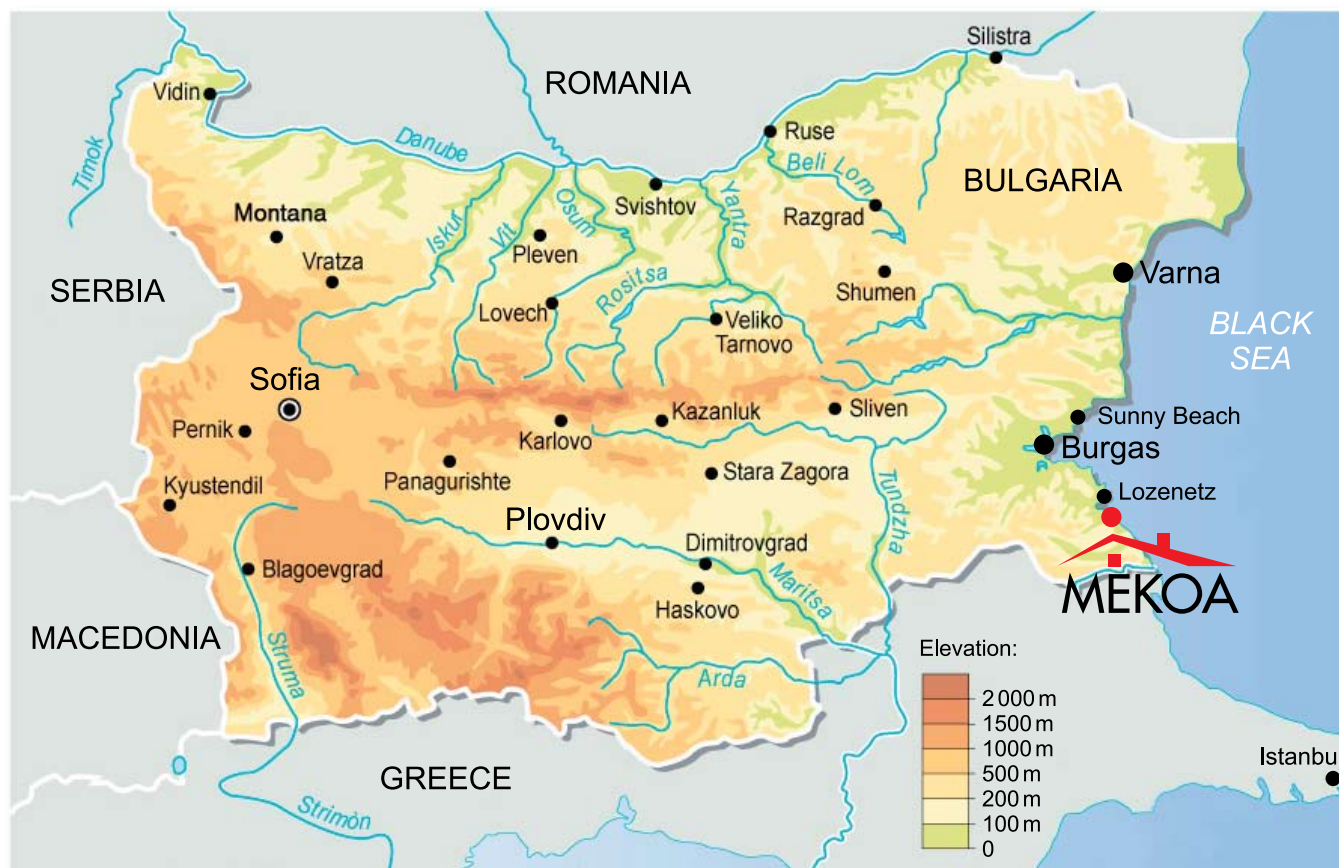 Silistra
ROMANIA
Vidin
Timok
Danube
Ruse
Beli Lom
BULGARIA
Svishtov
Yantra
Razgrad
Montana
Iskur
Vit
Osum
Pleven
Vratza
Rositsa
SERBIA
Shumen
Varna
Lovech
Veliko
Tarnovo
BLACK
SEA
Sofia
Pernik
Karlovo
Kazanluk
Sliven
Sunny Beach
Burgas
Panagurishte
Stara Zagora
Kyustendil
Tundzha
Lozenetz
Plovdiv
Dimitrovgrad
Blagoevgrad
Haskovo
Maritsa
MEKOA
MACEDONIA
Struma
Arda
Elevation:
2 000 m
1500 m
1000 m
500 m
200 m
100 m
0
GREECE
Strimòn
Istanbu